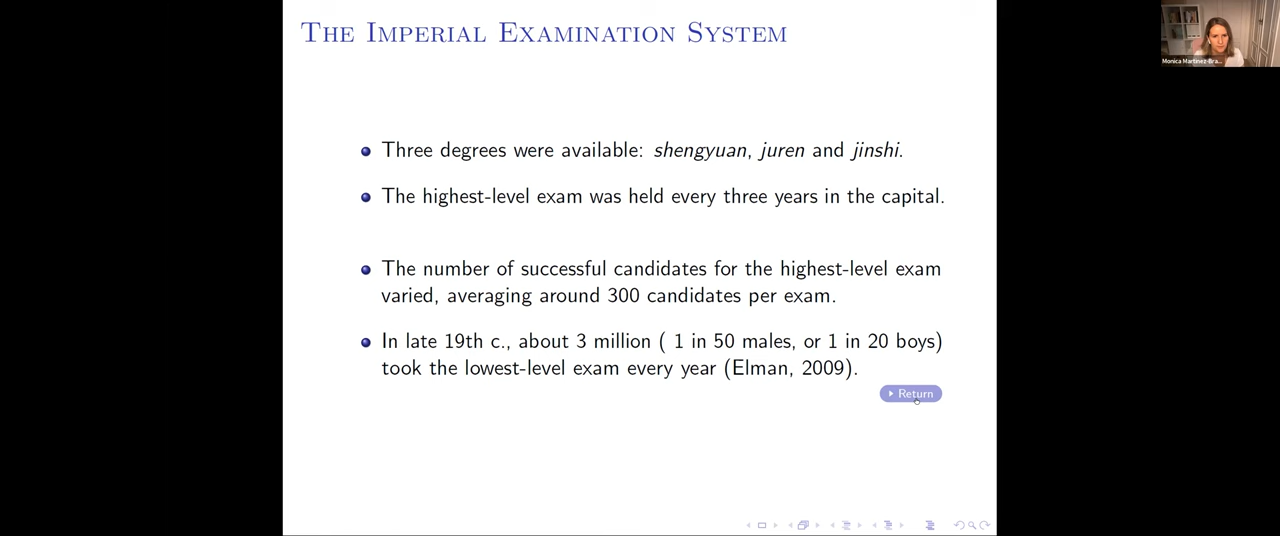 The Imperial Examination System
Monica Martinez-Bra...
Three degrees were available: shengyuan, juren and jinshi.
The highest-level exam was held every three years in the capital.
The number of successful candidates for the highest-level exam
varied, averaging around 300 candidates per exam.
In late 19th c., about 3 million ( 1 in 50 males, or 1 in 20 boys)
took the lowest-level exam every year (Elman, 2009).
Return